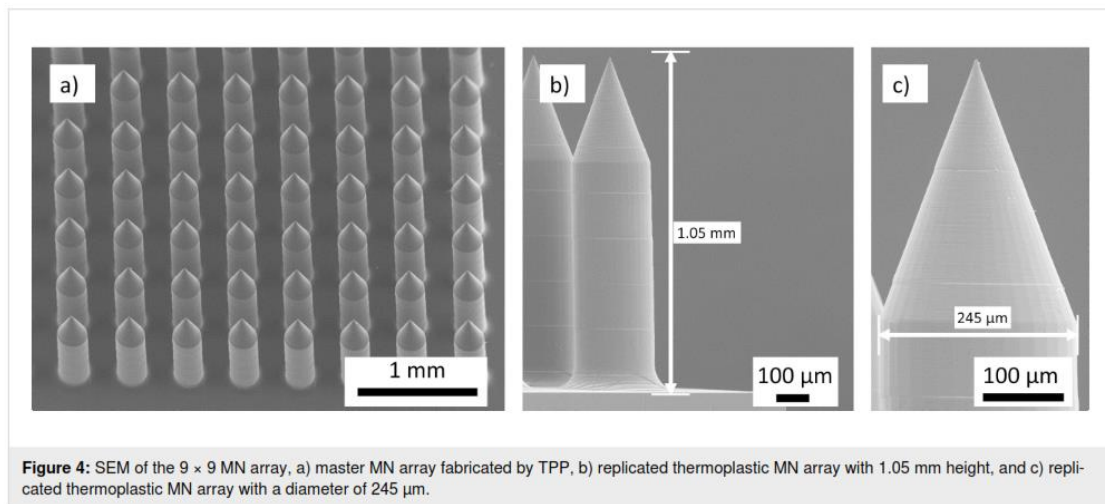 a)
1 mm
b)
1.05 mm
100 µm
c)
245 µm
100 µm
Figure 4: SEM of the 9 × 9 MN array, a) master MN array fabricated by TPP, b) replicated thermoplastic MN array with 1.05 mm height, and c) repli-
cated thermoplastic MN array with a diameter of 245 µm.